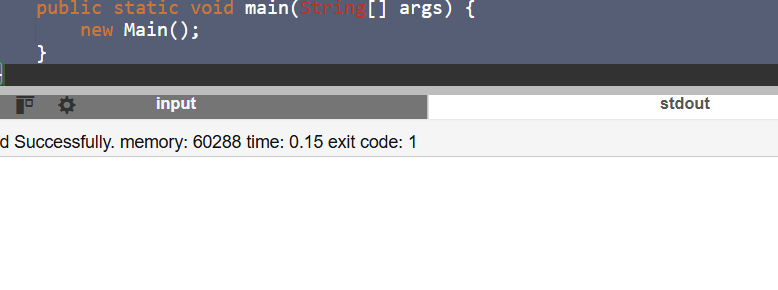 public static void main(String[] args) {
new Main();
}
}
input stdout
d Successfully. memory: 60288 time: 0.15 exit code: 1